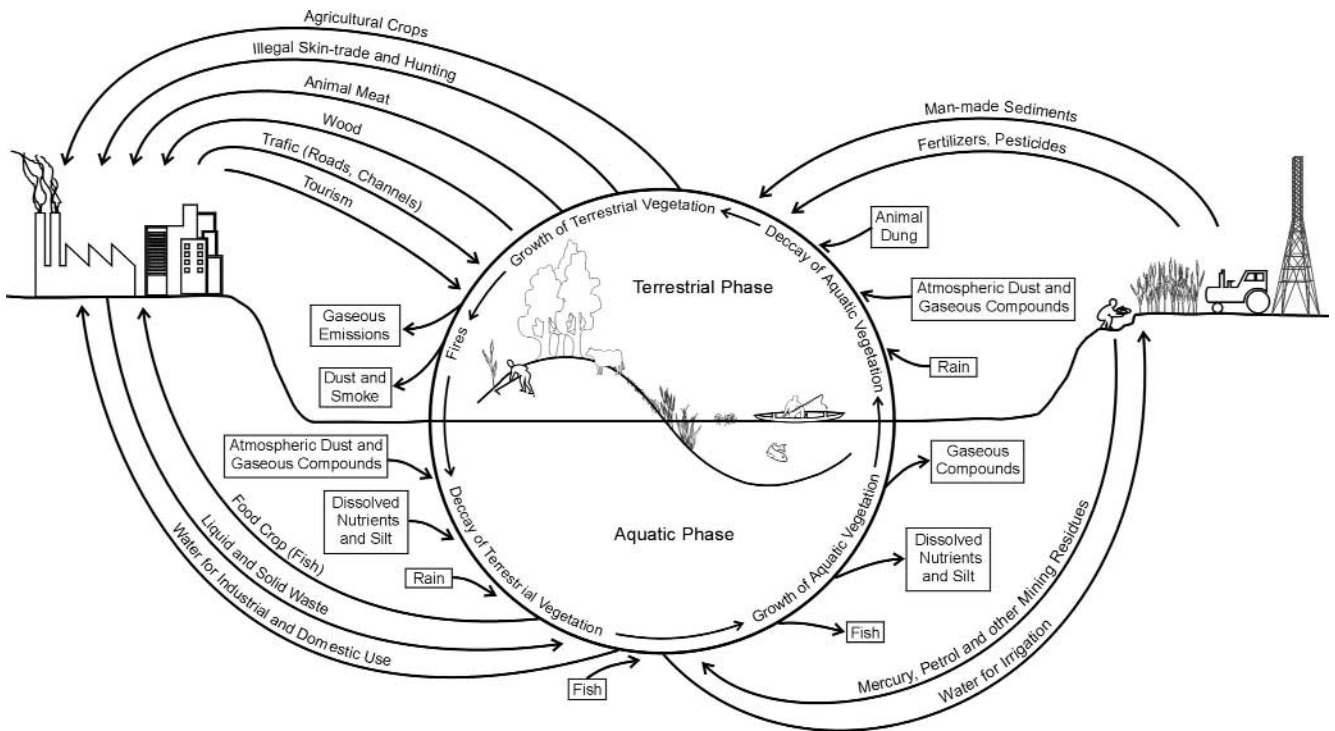 Agricultural Crops
Illegal Skin-trade and Hunting
Animal Meat
Wood
Trafic (Roads, Channels)
Tourism
Man-made Sediments
Fertilizers, Pesticides
Growth of Terrestrial Vegetation
Deccay of Aquatic Vegetation
Animal
Dung
Terrestrial Phase
Atmospheric Dust and
Gaseous Compounds
Gaseous
Emissions
Fires
Rain
Dust and
Smoke
Atmospheric Dust and
Gaseous Compounds
Gaseous
Compounds
Dissolved
Nutrients
and Silt
Deccay of Terrestrial Vegetation
Aquatic Phase
Growth of Aquatic Vegetation
Dissolved
Nutrients
and Silt
Rain
Food Crop (Fish)
Liquid and Solid Waste
Water for Industrial and Domestic Use
Fish
Fish
Mercury, Petrol and other Mining Residues
Water for Irrigation